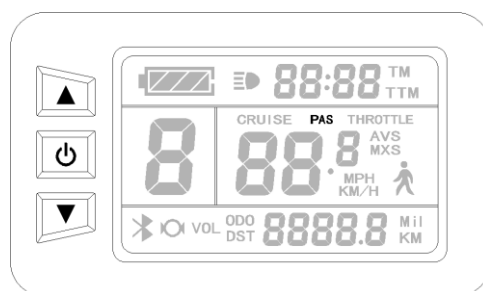 88:88 TM
TTM
CRUISE PAS THROTTLE
8 88.8 AVS
MXS
MPH
KM/H
VOL ODO 8888.8 Mil
DST KM